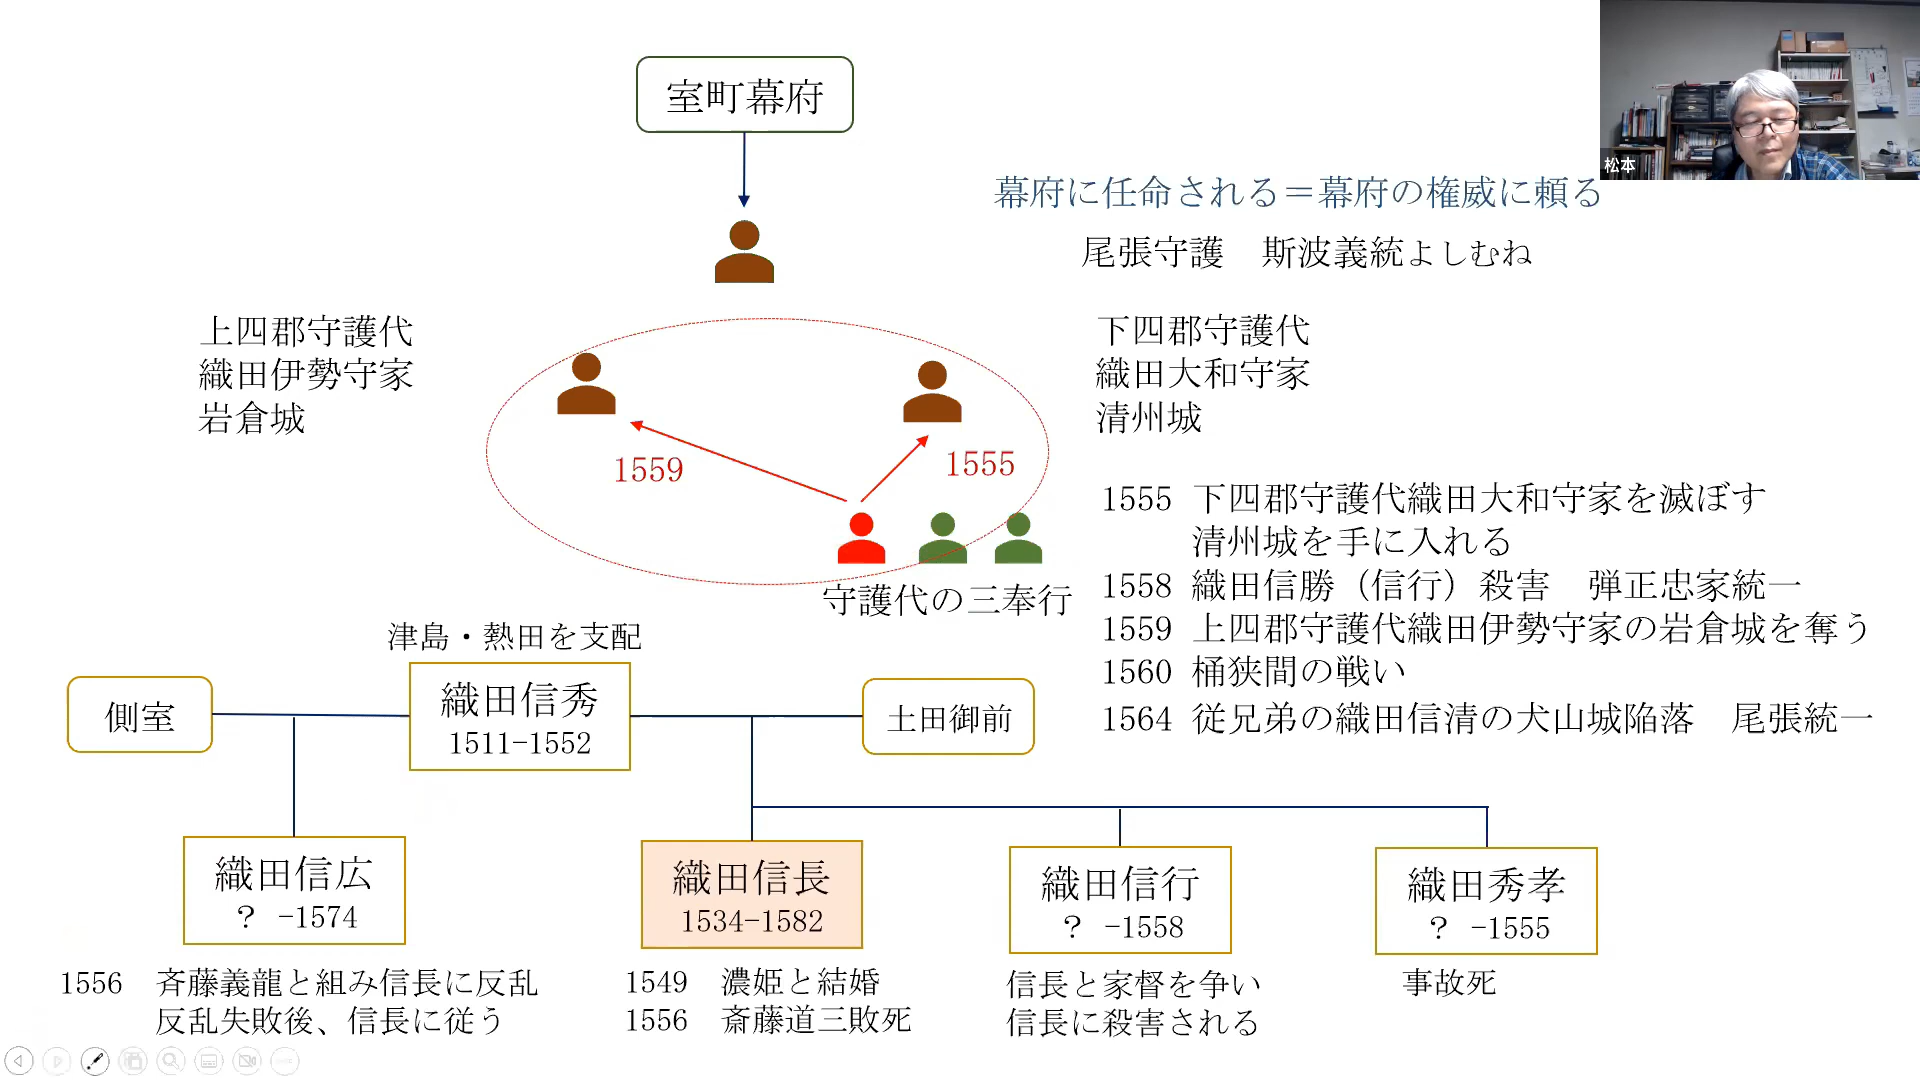 室町幕府
松本
幕府に任命される＝幕府の権威に頼る
尾張守護　斯波義統よしむね
上四郡守護代
織田伊勢守家
岩倉城
下四郡守護代
織田大和守家
清州城
1559
1555
守護代の三奉行
1555 下四郡守護代織田大和守家を滅ぼす
清州城を手に入れる
1558 織田信勝（信行）殺害　弾正忠家統一
1559 上四郡守護代織田伊勢守家の岩倉城を奪う
1560 桶狭間の戦い
1564 従兄弟の織田信清の犬山城陥落　尾張統一
津島・熱田を支配
側室
織田信秀
1511-1552
土田御前
織田信広
？ -1574
織田信長
1534-1582
織田信行
？ -1558
織田秀孝
？ -1555
1556　斉藤義龍と組み信長に反乱
反乱失敗後、信長に従う
1549　濃姫と結婚
1556　斎藤道三敗死
信長と家督を争い
信長に殺害される
事故死